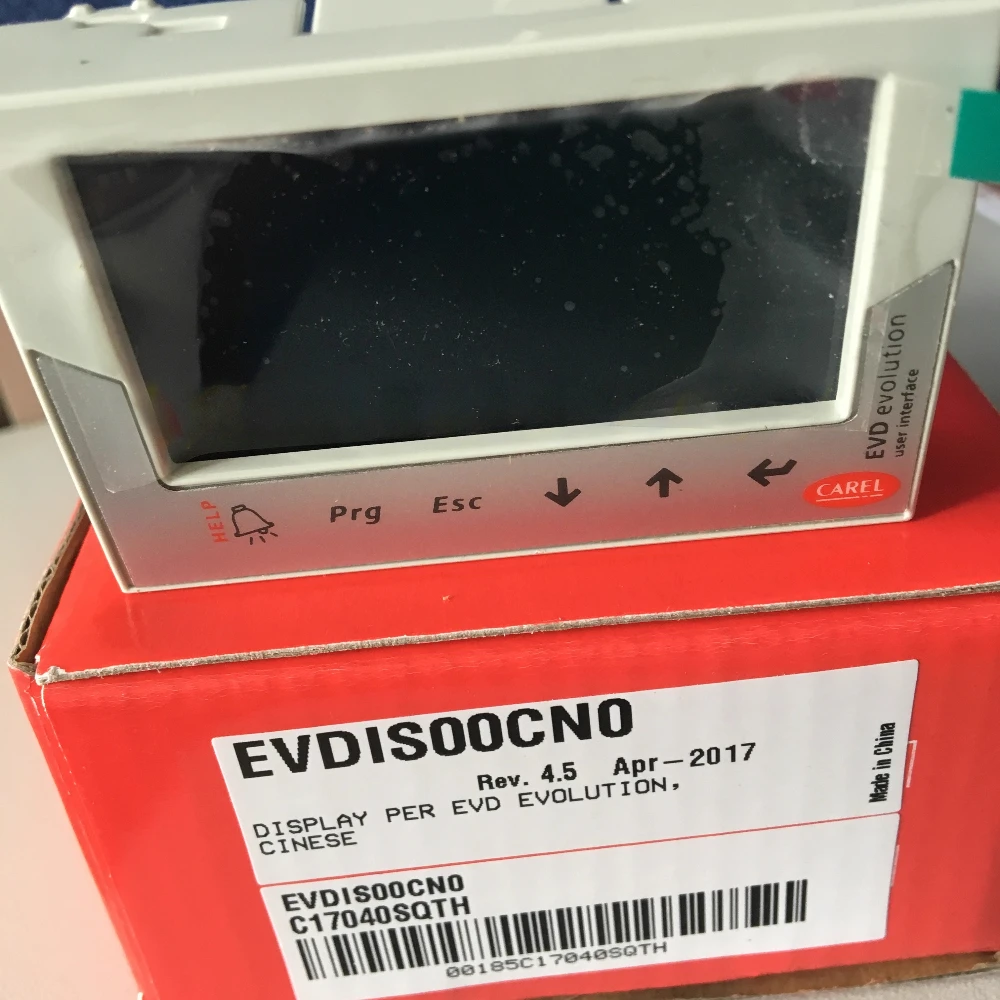 EVD evolution
user interface
HELP
Prg
Esc
CAREL
EVDIS00CN0
Rev. 4.5 Apr-2017
DISPLAY PER EVD EVOLUTION,
CINESE
Made in China
EVDIS00CN0
C17040SQTH
00185C17040SQTH